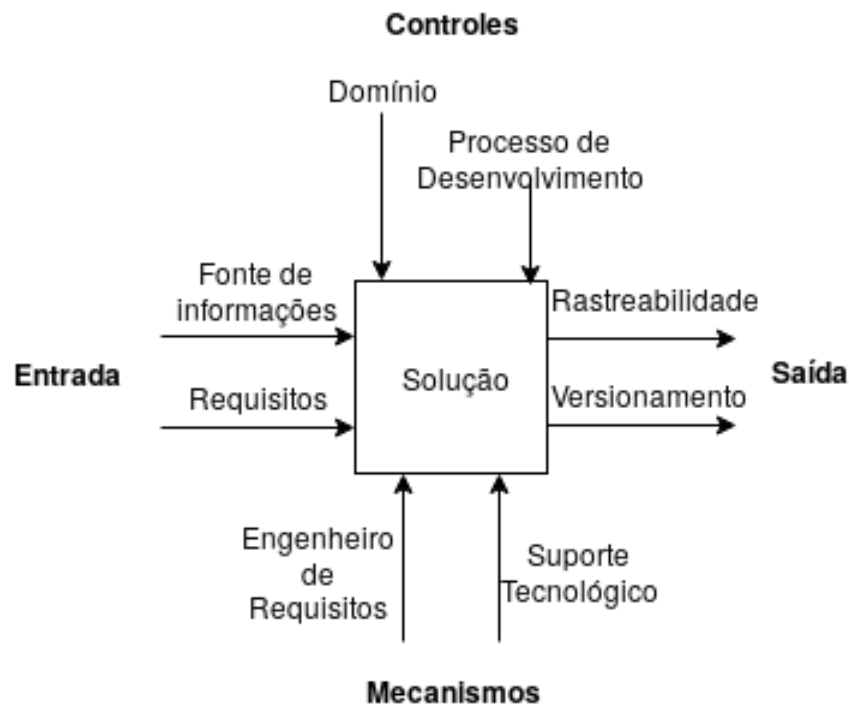 Controles
Domínio
Processo de
Desenvolvimento
Fonte de
informações
Rastreabilidade
Entrada
Solução
Saída
Requisitos
Versionamento
Engenheiro
de
Requisitos
Suporte
Tecnológico
Mecanismos